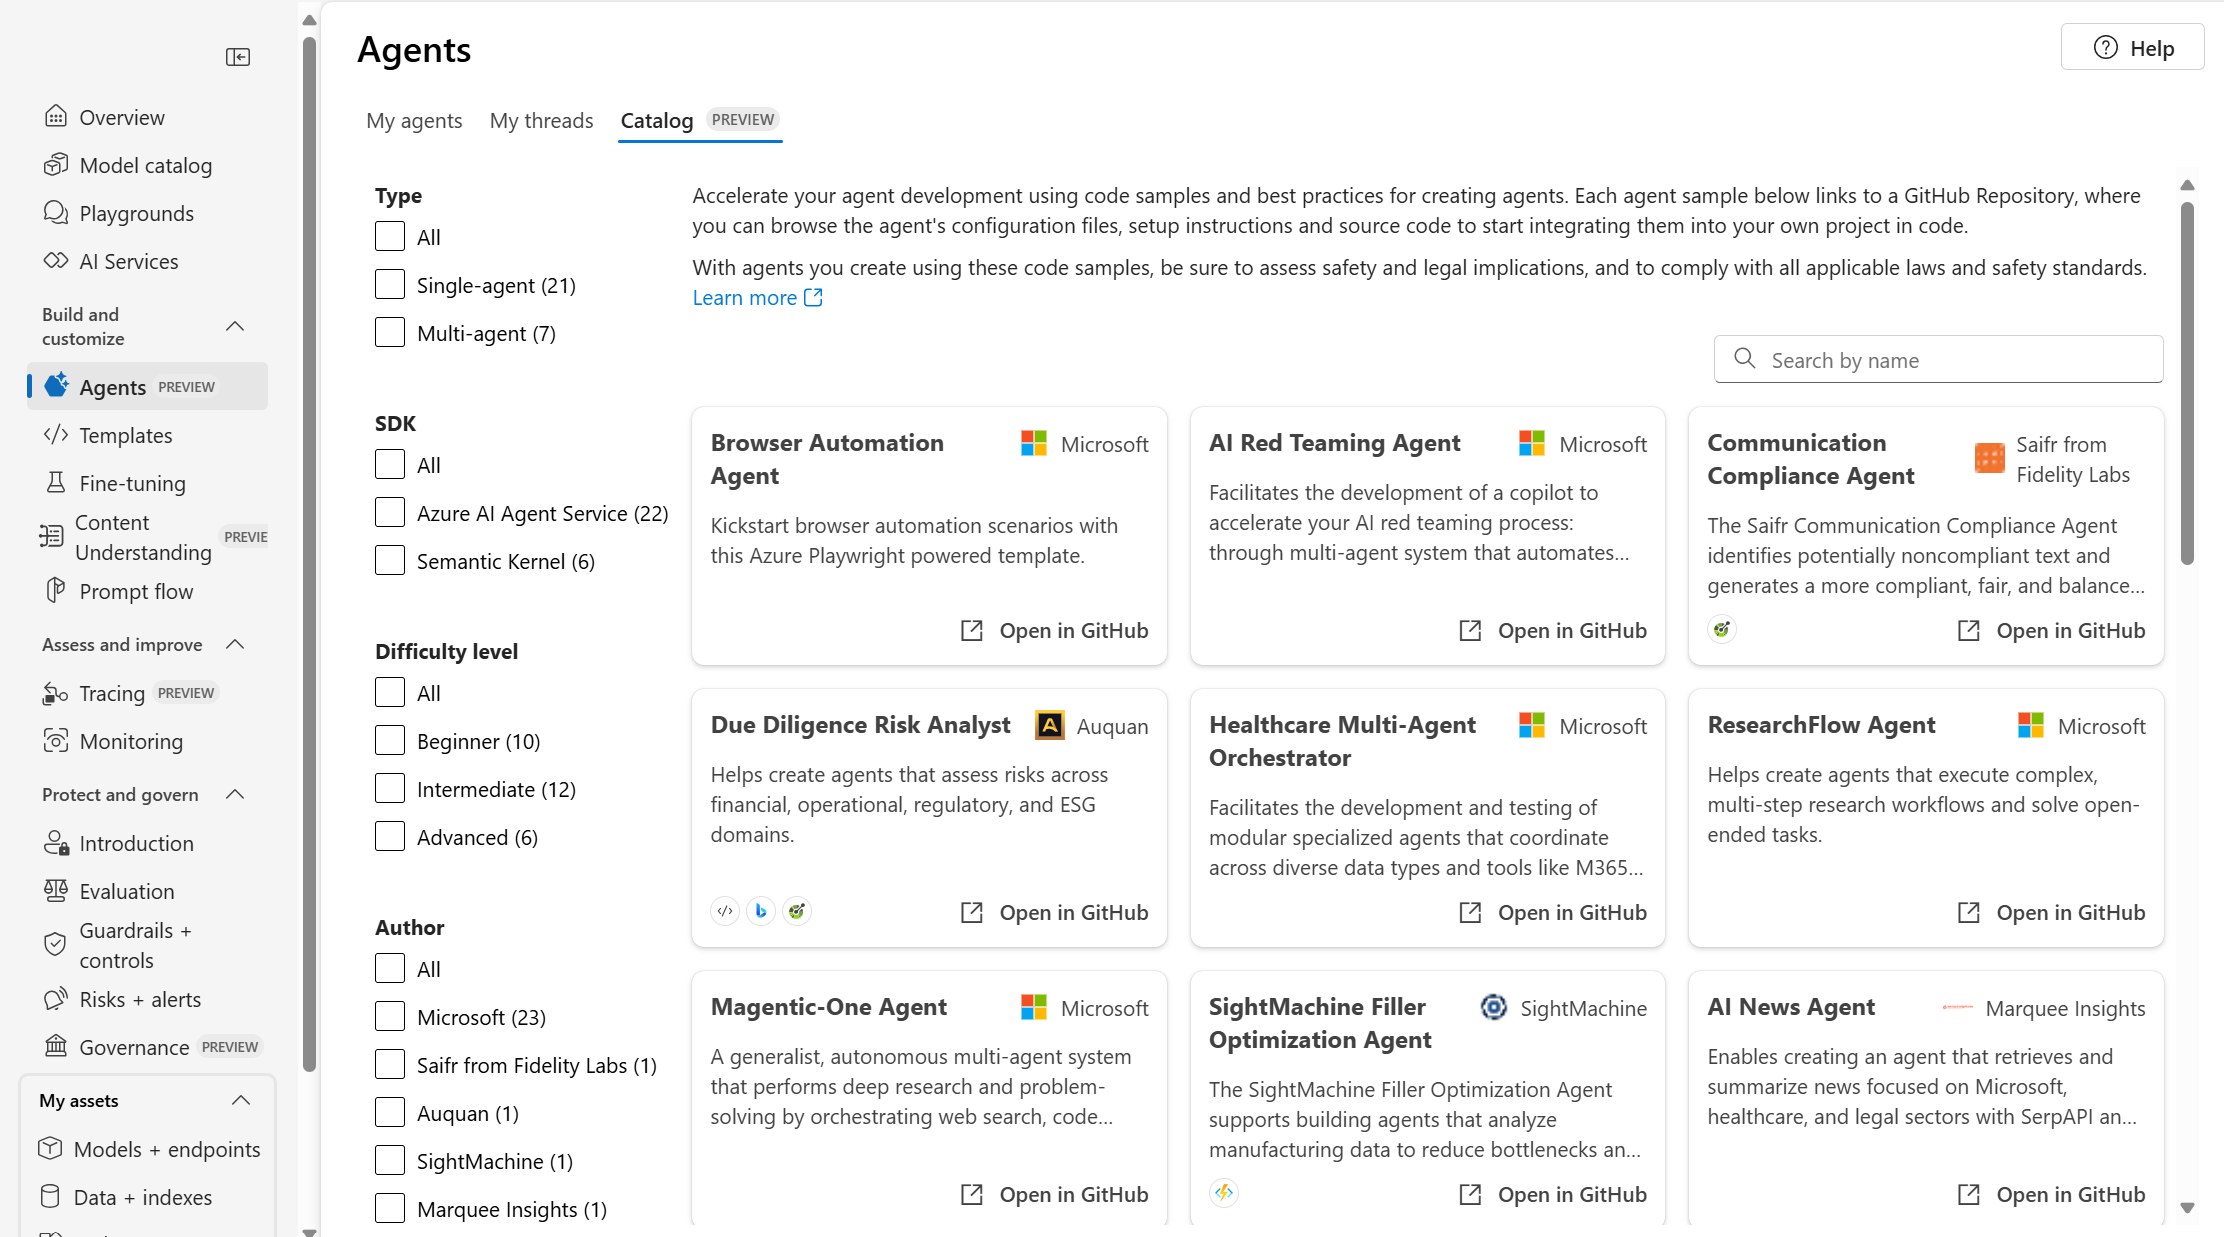 Overview
Model catalog
Playgrounds
AI Services
Build and
customize
Agents PREVIEW
Templates
Fine-tuning
Content
Understanding PREVIE
Prompt flow
Assess and improve
Tracing PREVIEW
Monitoring
Protect and govern
Introduction
Evaluation
Guardrails +
controls
Risks + alerts
Governance PREVIEW
My assets
Models + endpoints
Data + indexes
Agents
Help
My agents My threads Catalog PREVIEW
Type
All
Single-agent (21)
Multi-agent (7)
SDK
All
Azure AI Agent Service (22)
Semantic Kernel (6)
Difficulty level
All
Beginner (10)
Intermediate (12)
Advanced (6)
Author
All
Microsoft (23)
Saifr from Fidelity Labs (1)
Auquan (1)
SightMachine (1)
Marquee Insights (1)
Accelerate your agent development using code samples and best practices for creating agents. Each agent sample below links to a GitHub Repository, where
you can browse the agent's configuration files, setup instructions and source code to start integrating them into your own project in code.
With agents you create using these code samples, be sure to assess safety and legal implications, and to comply with all applicable laws and safety standards.
Learn more
Search by name
Browser Automation
Agent
Microsoft
Kickstart browser automation scenarios with
this Azure Playwright powered template.
Open in GitHub
AI Red Teaming Agent
Microsoft
Facilitates the development of a copilot to
accelerate your AI red teaming process:
through multi-agent system that automates...
Open in GitHub
Communication
Compliance Agent
Saifr from
Fidelity Labs
The Saifr Communication Compliance Agent
identifies potentially noncompliant text and
generates a more compliant, fair, and balance...
Open in GitHub
Due Diligence Risk Analyst
Auquan
Helps create agents that assess risks across
financial, operational, regulatory, and ESG
domains.
Open in GitHub
Healthcare Multi-Agent
Orchestrator
Microsoft
Facilitates the development and testing of
modular specialized agents that coordinate
across diverse data types and tools like M365...
Open in GitHub
ResearchFlow Agent
Microsoft
Helps create agents that execute complex,
multi-step research workflows and solve open-
ended tasks.
Open in GitHub
Magentic-One Agent
Microsoft
A generalist, autonomous multi-agent system
that performs deep research and problem-
solving by orchestrating web search, code...
Open in GitHub
SightMachine Filler
Optimization Agent
SightMachine
The SightMachine Filler Optimization Agent
supports building agents that analyze
manufacturing data to reduce bottlenecks an...
Open in GitHub
AI News Agent
Marquee Insights
Enables creating an agent that retrieves and
summarize news focused on Microsoft,
healthcare, and legal sectors with SerpAPI an...
Open in GitHub